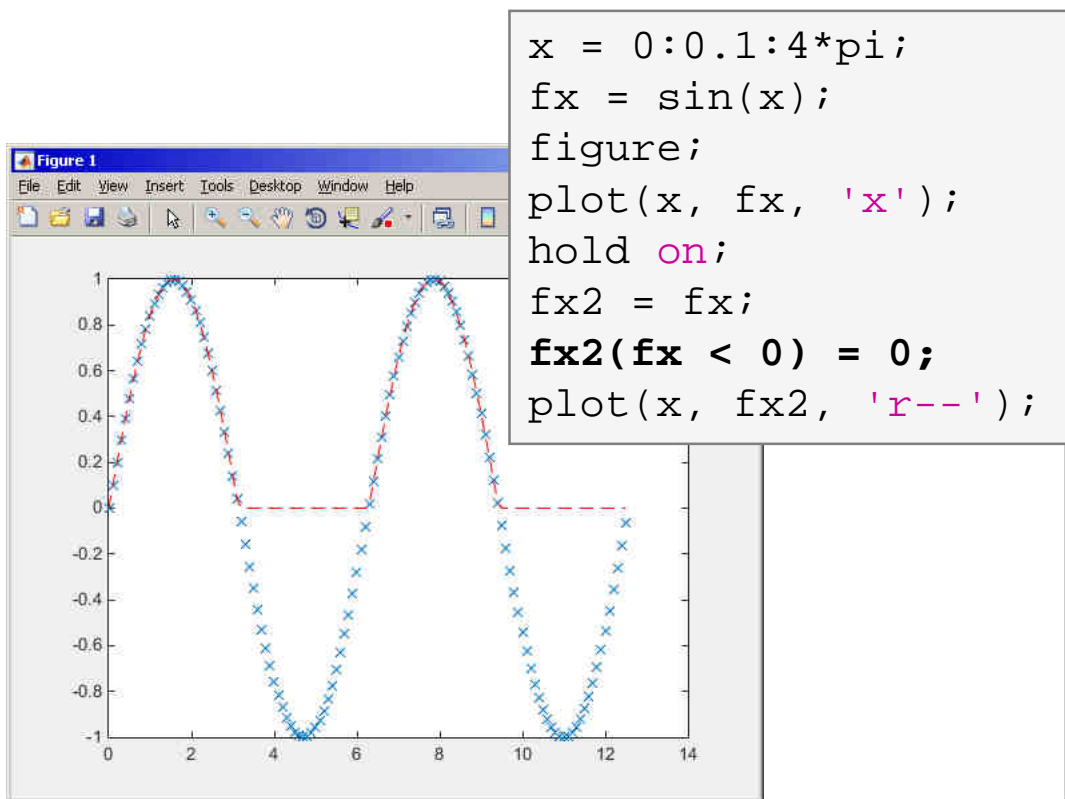 x = 0:0.1:4*pi;
fx = sin(x);
figure;
plot(x, fx, 'x');
hold on;
fx2 = fx;
fx2(fx < 0) = 0;
plot(x, fx2, 'r--');
Figure 1
File Edit View Insert Tools Desktop Window Help
1
0.8
0.6
0.4
0.2
0
-0.2
-0.4
-0.6
-0.8
-1
0 2 4 6 8 10 12 14